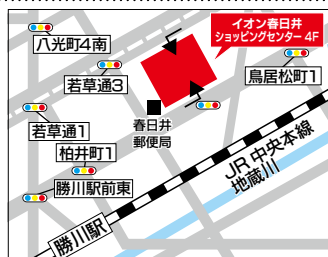 イオン春日井
ショッピングセンター 4F
八光町4南
若草通3
鳥居松町1
若草通1
春日井
郵便局
柏井町1
JR中央本線
地蔵川
勝川駅前東
勝川駅